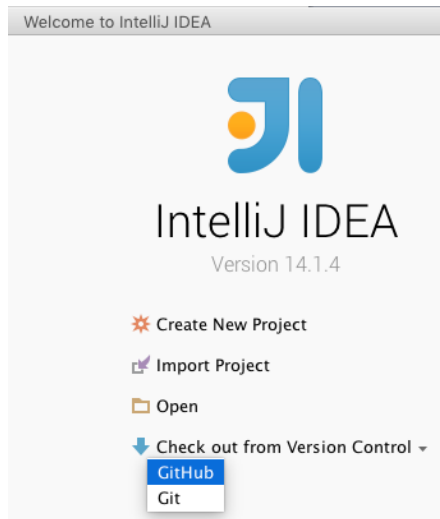 Welcome to IntelliJ IDEA
IntelliJ IDEA
Version 14.1.4
Create New Project
Import Project
Open
Check out from Version Control
GitHub
Git